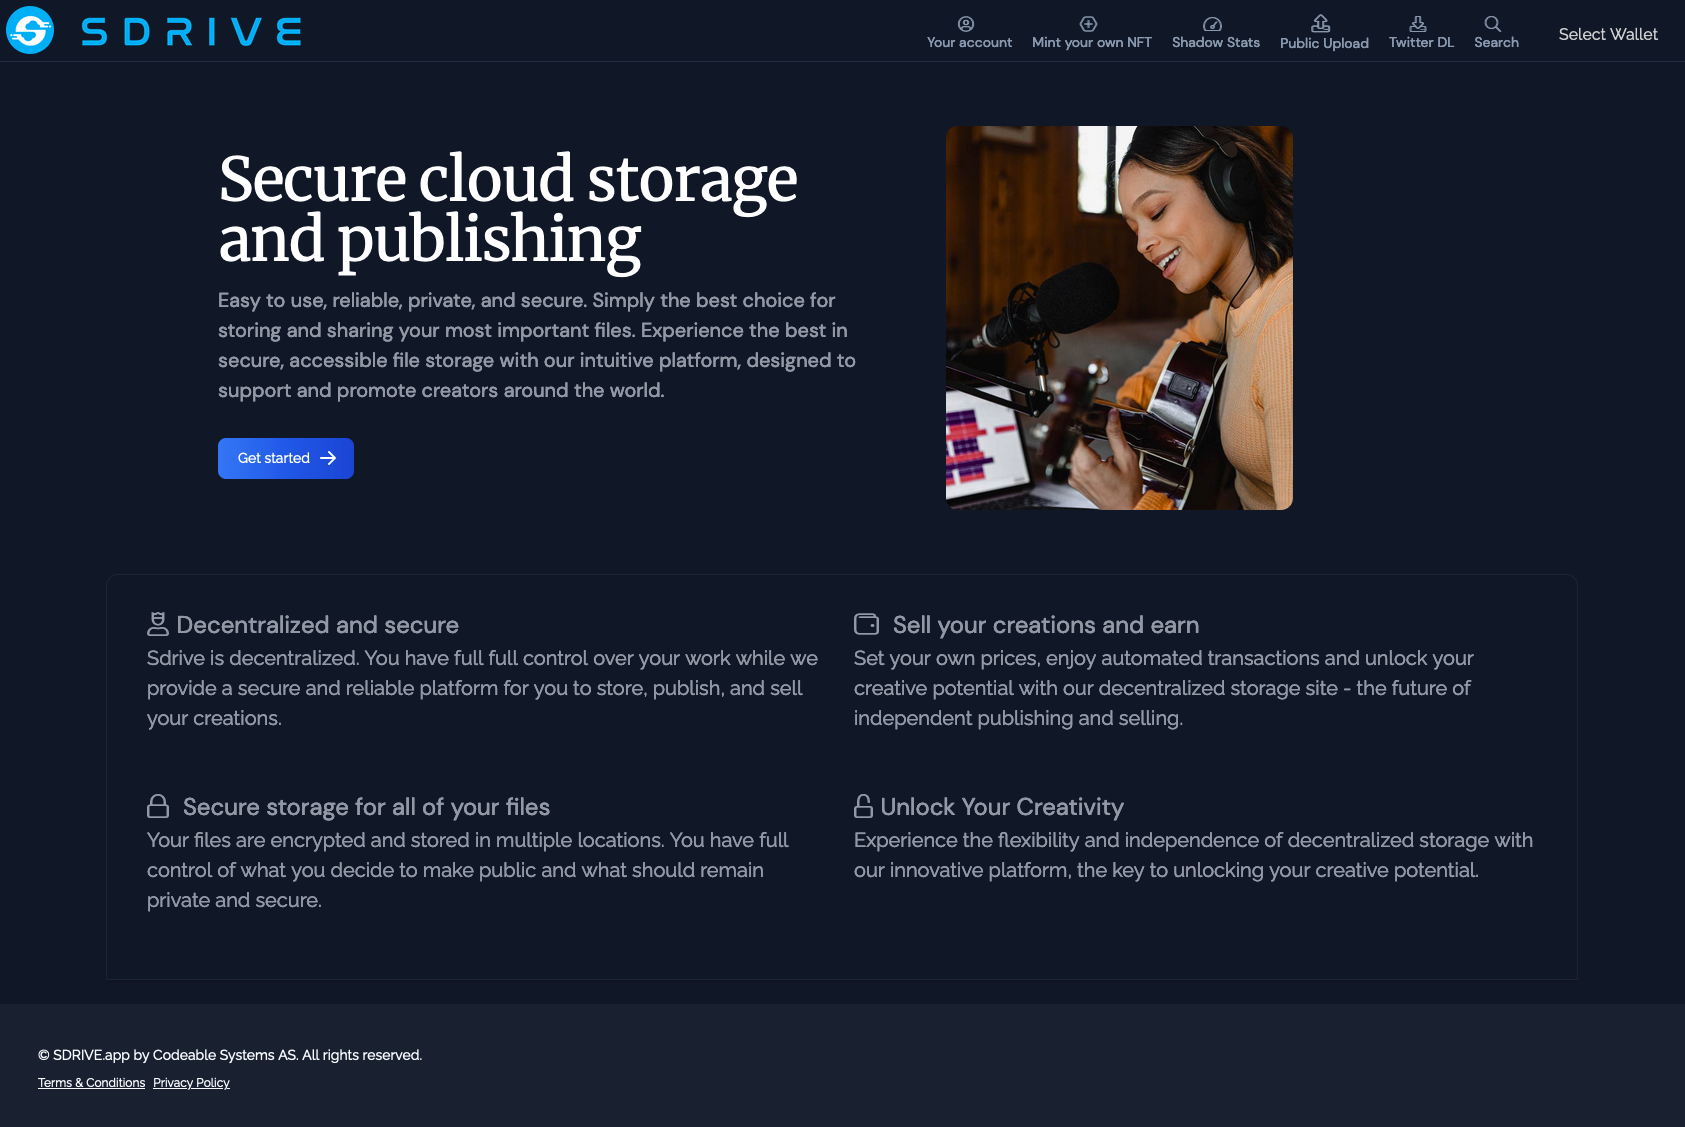 SDRIVE
Your account
Mint your own NFT
Shadow Stats
Public Upload
Twitter DL
Search
Select Wallet
Secure cloud storage
and publishing
Easy to use, reliable, private, and secure. Simply the best choice for
storing and sharing your most important files. Experience the best in
secure, accessible file storage with our intuitive platform, designed to
support and promote creators around the world.
Get started
Decentralized and secure
Sdrive is decentralized. You have full full control over your work while we
provide a secure and reliable platform for you to store, publish, and sell
your creations.
Sell your creations and earn
Set your own prices, enjoy automated transactions and unlock your
creative potential with our decentralized storage site - the future of
independent publishing and selling.
Secure storage for all of your files
Your files are encrypted and stored in multiple locations. You have full
control of what you decide to make public and what should remain
private and secure.
Unlock Your Creativity
Experience the flexibility and independence of decentralized storage with
our innovative platform, the key to unlocking your creative potential.
© SDRIVE.app by Codeable Systems AS. All rights reserved.
Terms & Conditions Privacy Policy